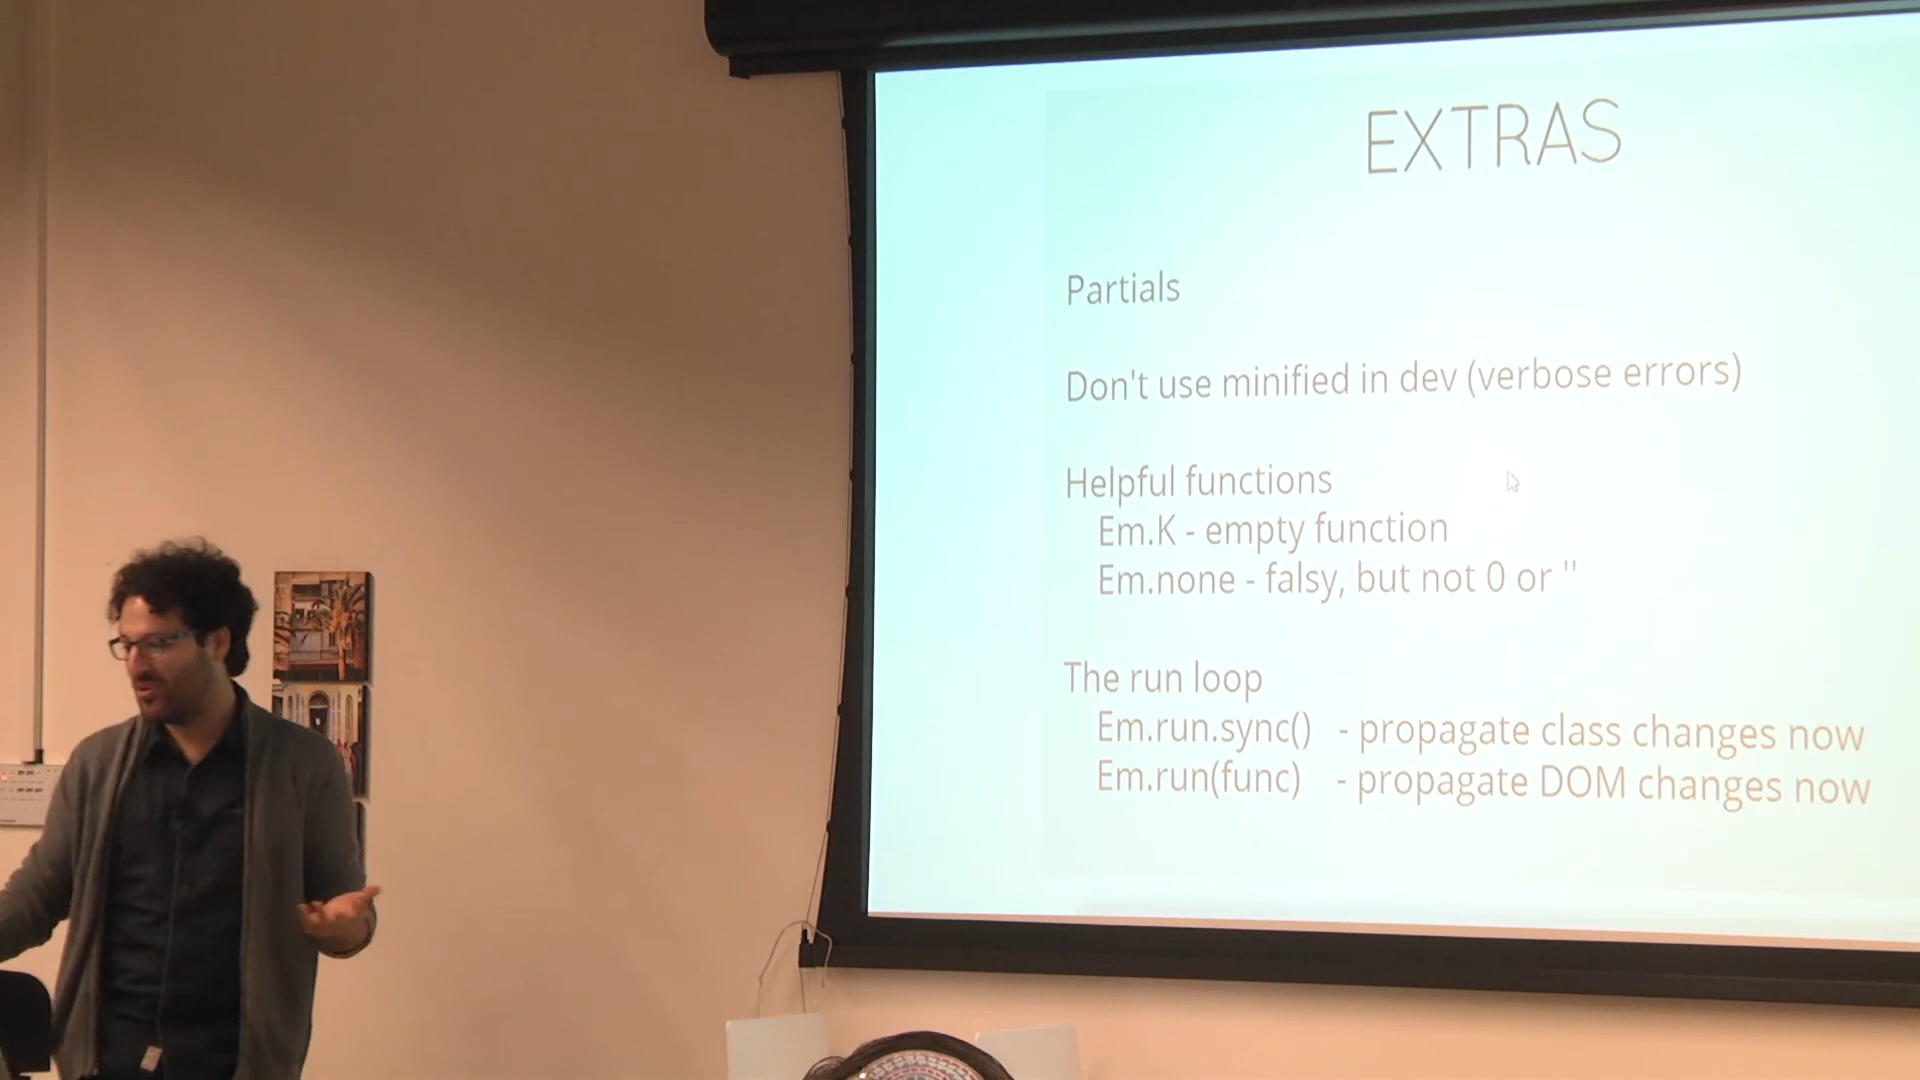 EXTRAS
Partials
Don't use minified in dev (verbose errors)
Helpful functions
Em.K - empty function
Em.none - falsy, but not 0 or ''
The run loop
Em.run.sync() - propagate class changes now
Em.run(func) - propagate DOM changes now